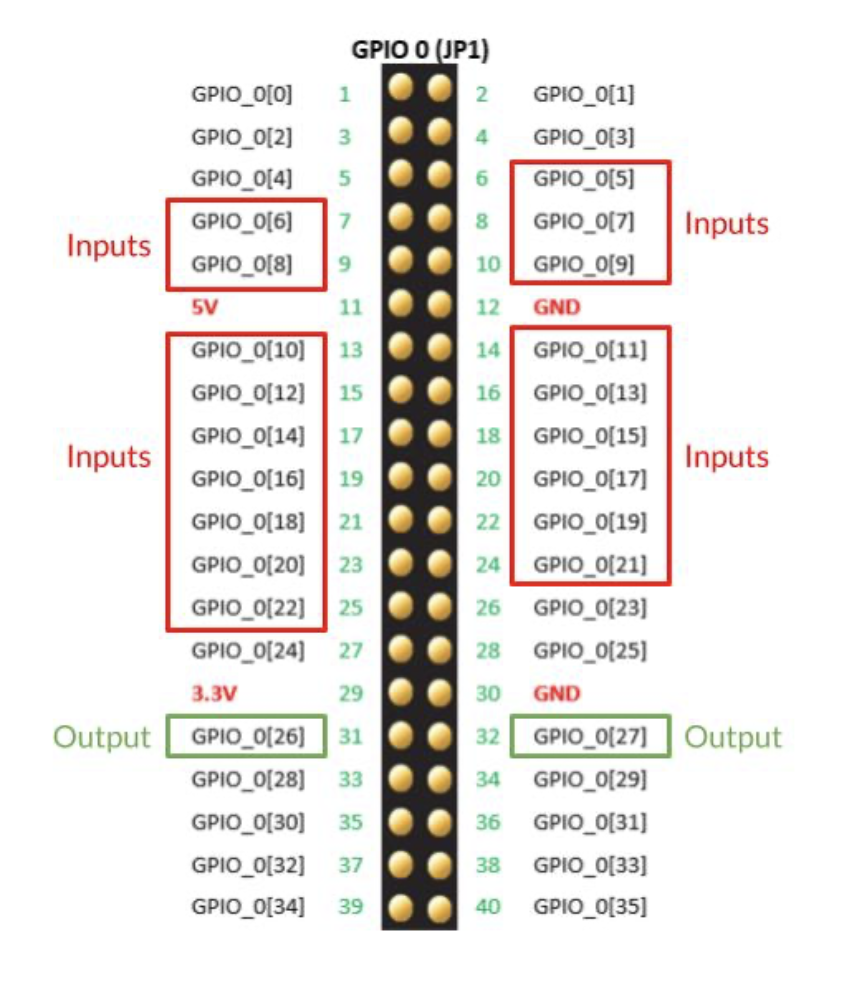 GPIO 0 (JP1)
GPIO_0[0] 1 2 GPIO_0[1]
GPIO_0[2] 3 4 GPIO_0[3]
GPIO_0[4] 5 6 GPIO_0[5]
Inputs GPIO_0[6] 7 8 GPIO_0[7] Inputs
GPIO_0[8] 9 10 GPIO_0[9]
5V 11 12 GND
GPIO_0[10] 13 14 GPIO_0[11]
GPIO_0[12] 15 16 GPIO_0[13]
Inputs GPIO_0[14] 17 18 GPIO_0[15] Inputs
GPIO_0[16] 19 20 GPIO_0[17]
GPIO_0[18] 21 22 GPIO_0[19]
GPIO_0[20] 23 24 GPIO_0[21]
GPIO_0[22] 25 26 GPIO_0[23]
GPIO_0[24] 27 28 GPIO_0[25]
3.3V 29 30 GND
Output GPIO_0[26] 31 32 GPIO_0[27] Output
GPIO_0[28] 33 34 GPIO_0[29]
GPIO_0[30] 35 36 GPIO_0[31]
GPIO_0[32] 37 38 GPIO_0[33]
GPIO_0[34] 39 40 GPIO_0[35]